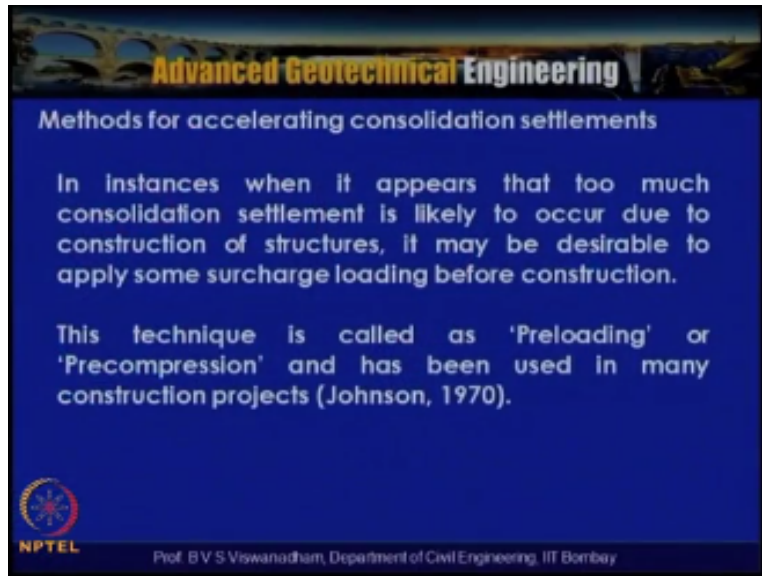 Advanced Geotechnical Engineering
Methods for accelerating consolidation settlements
In instances when it appears that too much
consolidation settlement is likely to occur due to
construction of structures, it may be desirable to
apply some surcharge loading before construction.
This technique is called as 'Preloading' or
'Precompression' and has been used in many
construction projects (Johnson, 1970).
NPTEL
Prof. B V S Viswanadham, Department of Civil Engineering, IIT Bombay